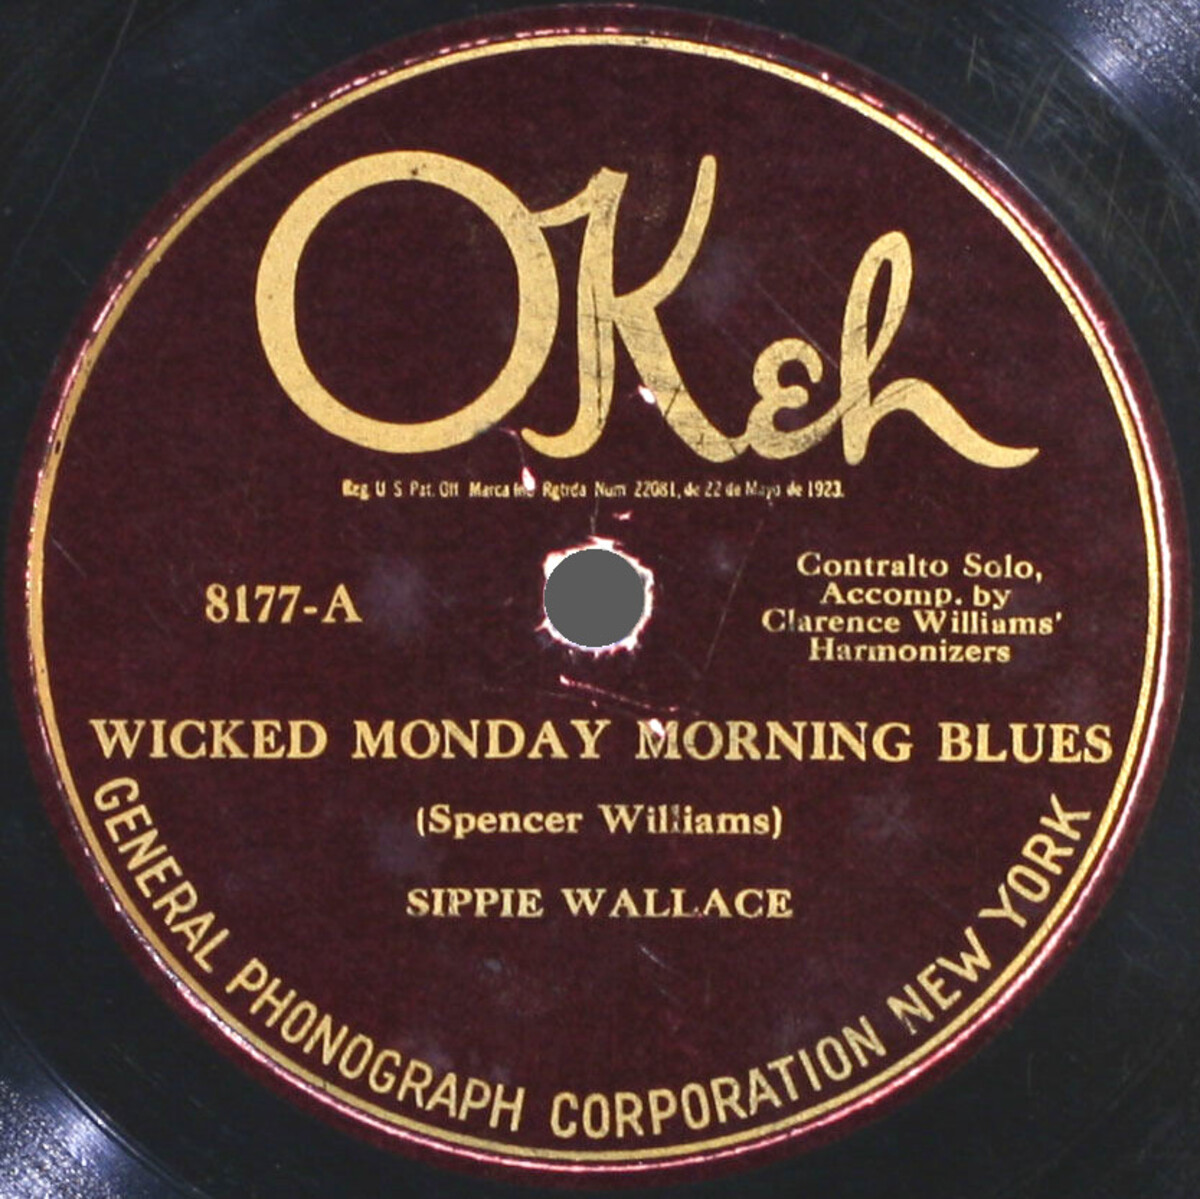 OKeh
Reg. U S Pat. Off Marca Ind Rgtrda Num 22081, de 22 de Mayo de 1923.
8177-A
Contralto Solo,
Accomp. by
Clarence Williams'
Harmonizers
WICKED MONDAY MORNING BLUES
(Spencer Williams)
SIPPIE WALLACE
GENERAL PHONOGRAPH CORPORATION NEW YORK